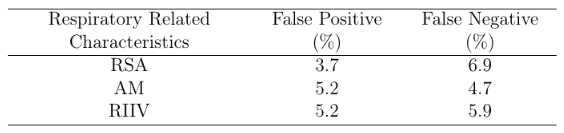 Respiratory Related False Positive False Negative
Characteristics (%) (%)
RSA 3.7 6.9
AM 5.2 4.7
RIIV 5.2 5.9